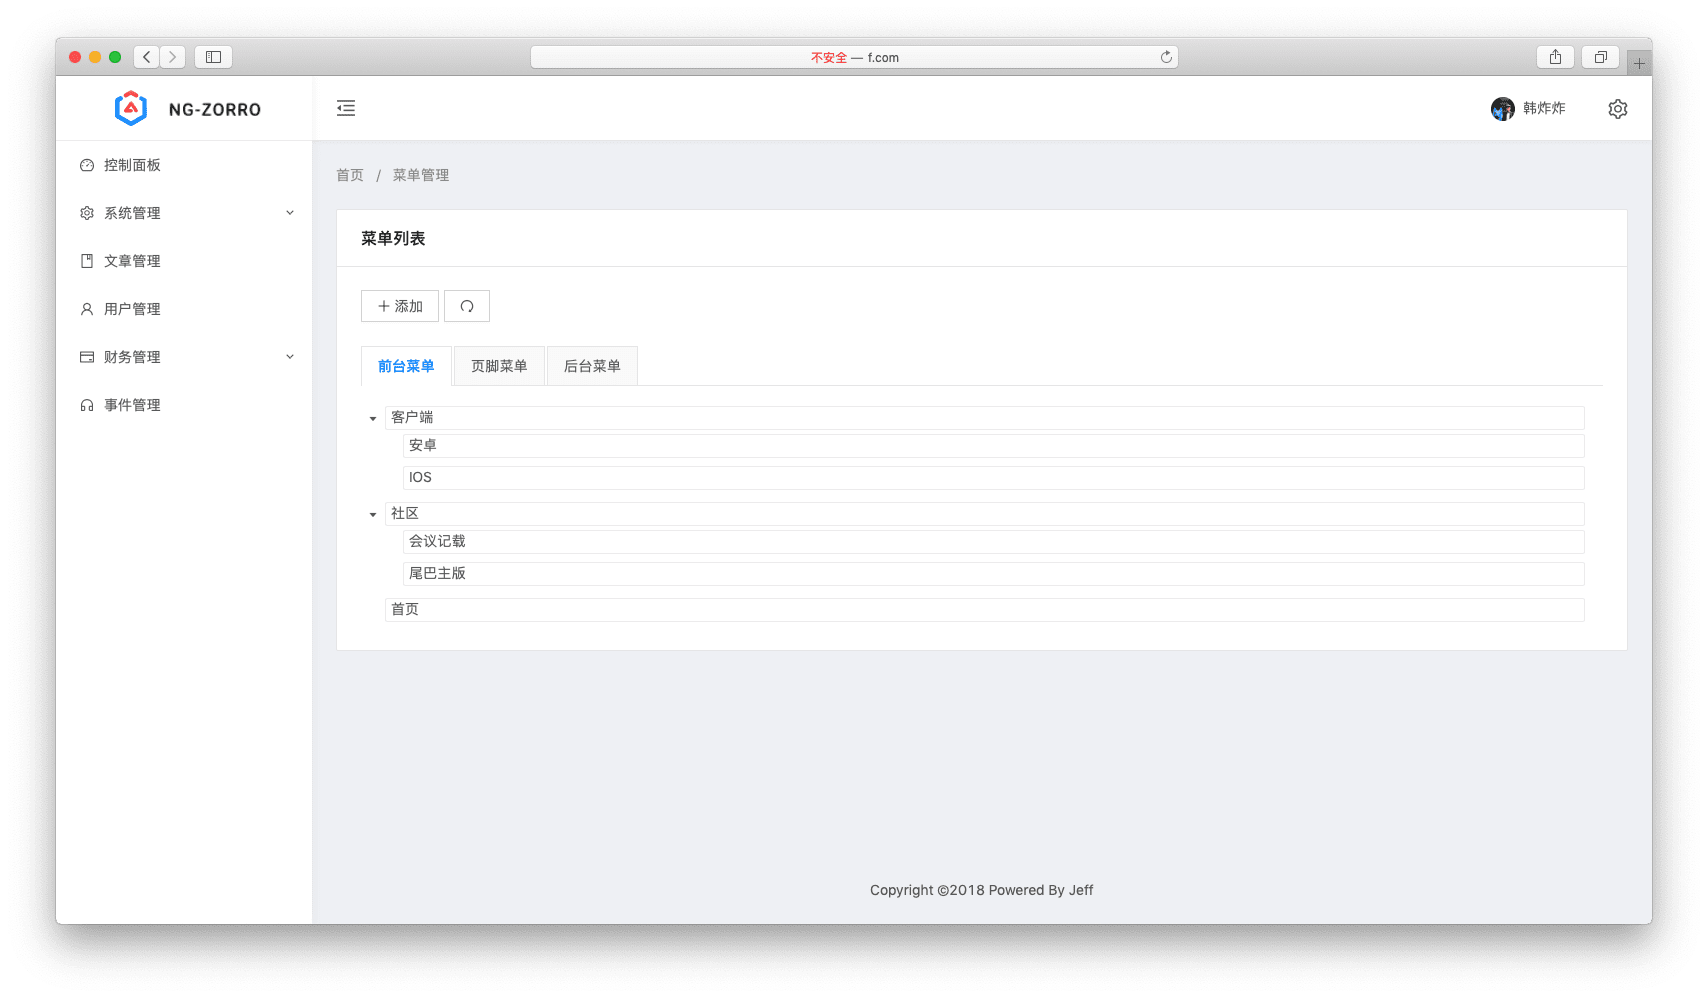 不安全 — f.com
NG-ZORRO
韩炸炸
控制面板
系统管理
文章管理
用户管理
财务管理
事件管理
首页 / 菜单管理
菜单列表
添加
前台菜单 页脚菜单 后台菜单
客户端
安卓
IOS
社区
会议记载
尾巴主版
首页
Copyright ©2018 Powered By Jeff